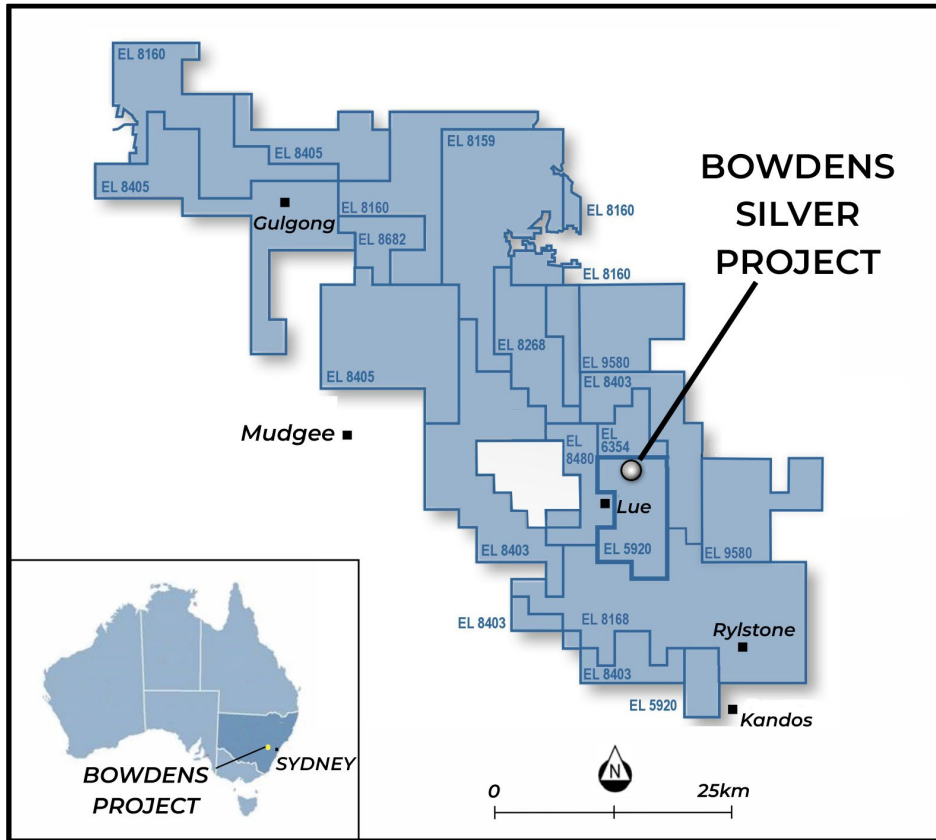 EL 8160
EL 8159
EL 8405
EL 8405
BOWDENS
SILVER
PROJECT
EL 8160
EL 8160
Gulgong
EL 8682
EL 8160
EL 8268
EL 9580
EL 8405
EL 8403
Mudgee
EL
8480
EL
6354
Lue
EL 8403
EL 5920
EL 9580
EL 8403
EL 8168
Rylstone
EL 8403
EL 5920
Kandos
SYDNEY
BOWDENS
PROJECT
N
0
25km